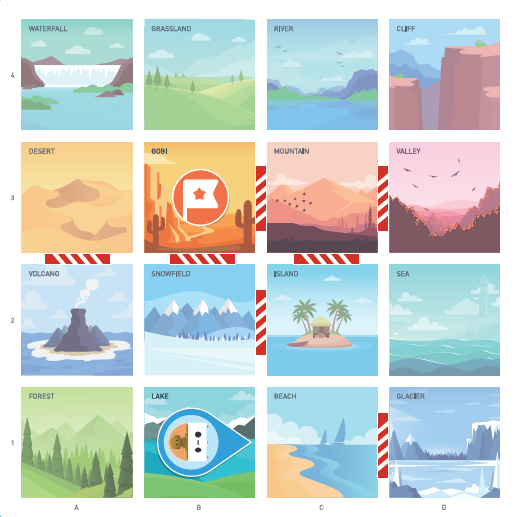 WATERFALL GRASSLAND RIVER CLIFF
4
DESERT GOBI MOUNTAIN VALLEY
3
VOLCANO SNOWFIELD ISLAND SEA
2
FOREST LAKE BEACH GLACIER
1
A B C D